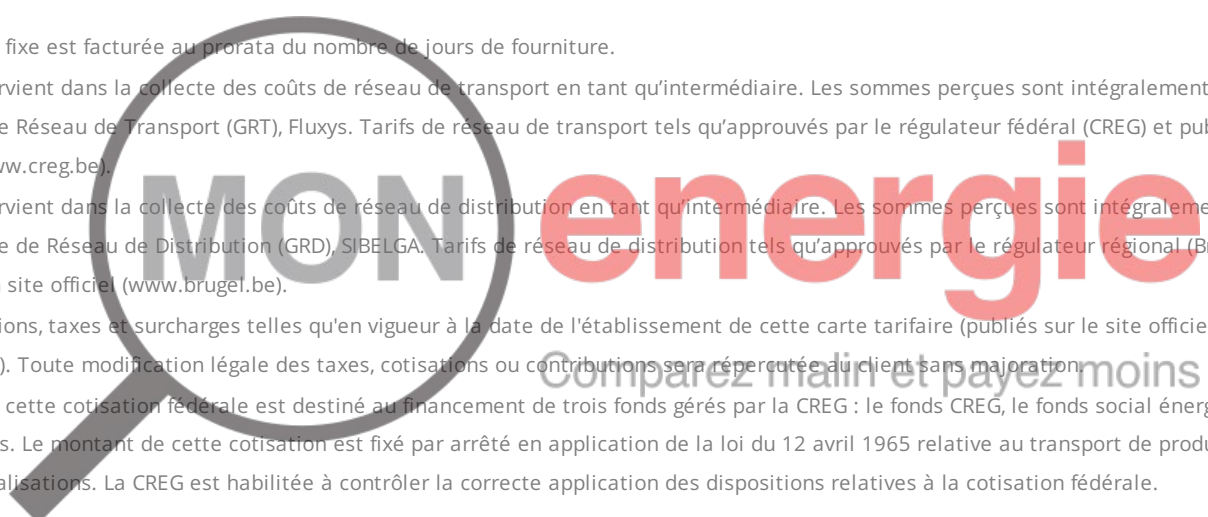 fixe est facturée au prorata du nombre de jours de fourniture.
rvient dans la collecte des coûts de réseau de transport en tant qu’intermédiaire. Les sommes perçues sont intégralement
e Réseau de Transport (GRT), Fluxys. Tarifs de réseau de transport tels qu’approuvés par le régulateur fédéral (CREG) et pub
ww.creg.be).
rvient dans la collecte des coûts de réseau de distribution en tant qu’intermédiaire. Les sommes perçues sont intégraleme
e de Réseau de Distribution (GRD), SIBELGA. Tarifs de réseau de distribution tels qu’approuvés par le régulateur régional (Br
site officiel (www.brugel.be).
MON energie
ions, taxes et surcharges telles qu'en vigueur à la date de l'établissement de cette carte tarifaire (publiés sur le site officie
). Toute modification légale des taxes, cotisations ou contributions sera répercutée au client sans majoration.
Comparez malin et payez moins
cette cotisation fédérale est destiné au financement de trois fonds gérés par la CREG : le fonds CREG, le fonds social énerg
s. Le montant de cette cotisation est fixé par arrêté en application de la loi du 12 avril 1965 relative au transport de produ
alisations. La CREG est habilitée à contrôler la correcte application des dispositions relatives à la cotisation fédérale.